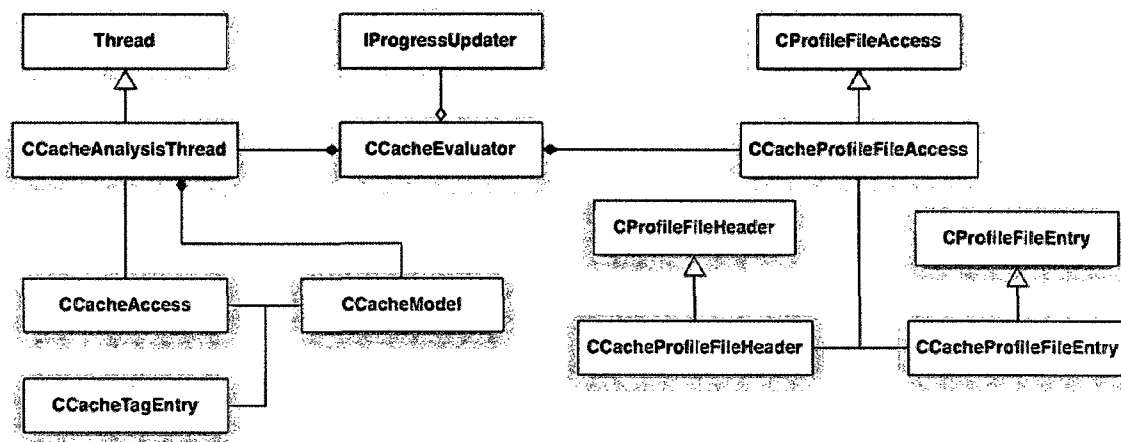 Thread
IProgressUpdater
CProfileFileAccess
CCacheAnalysisThread
CCacheEvaluator
CCacheProfileFileAccess
CProfileFileHeader
CProfileFileEntry
CCacheAccess
CCacheModel
CCacheProfileFileHeader
CCacheProfileFileEntry
CCacheTagEntry